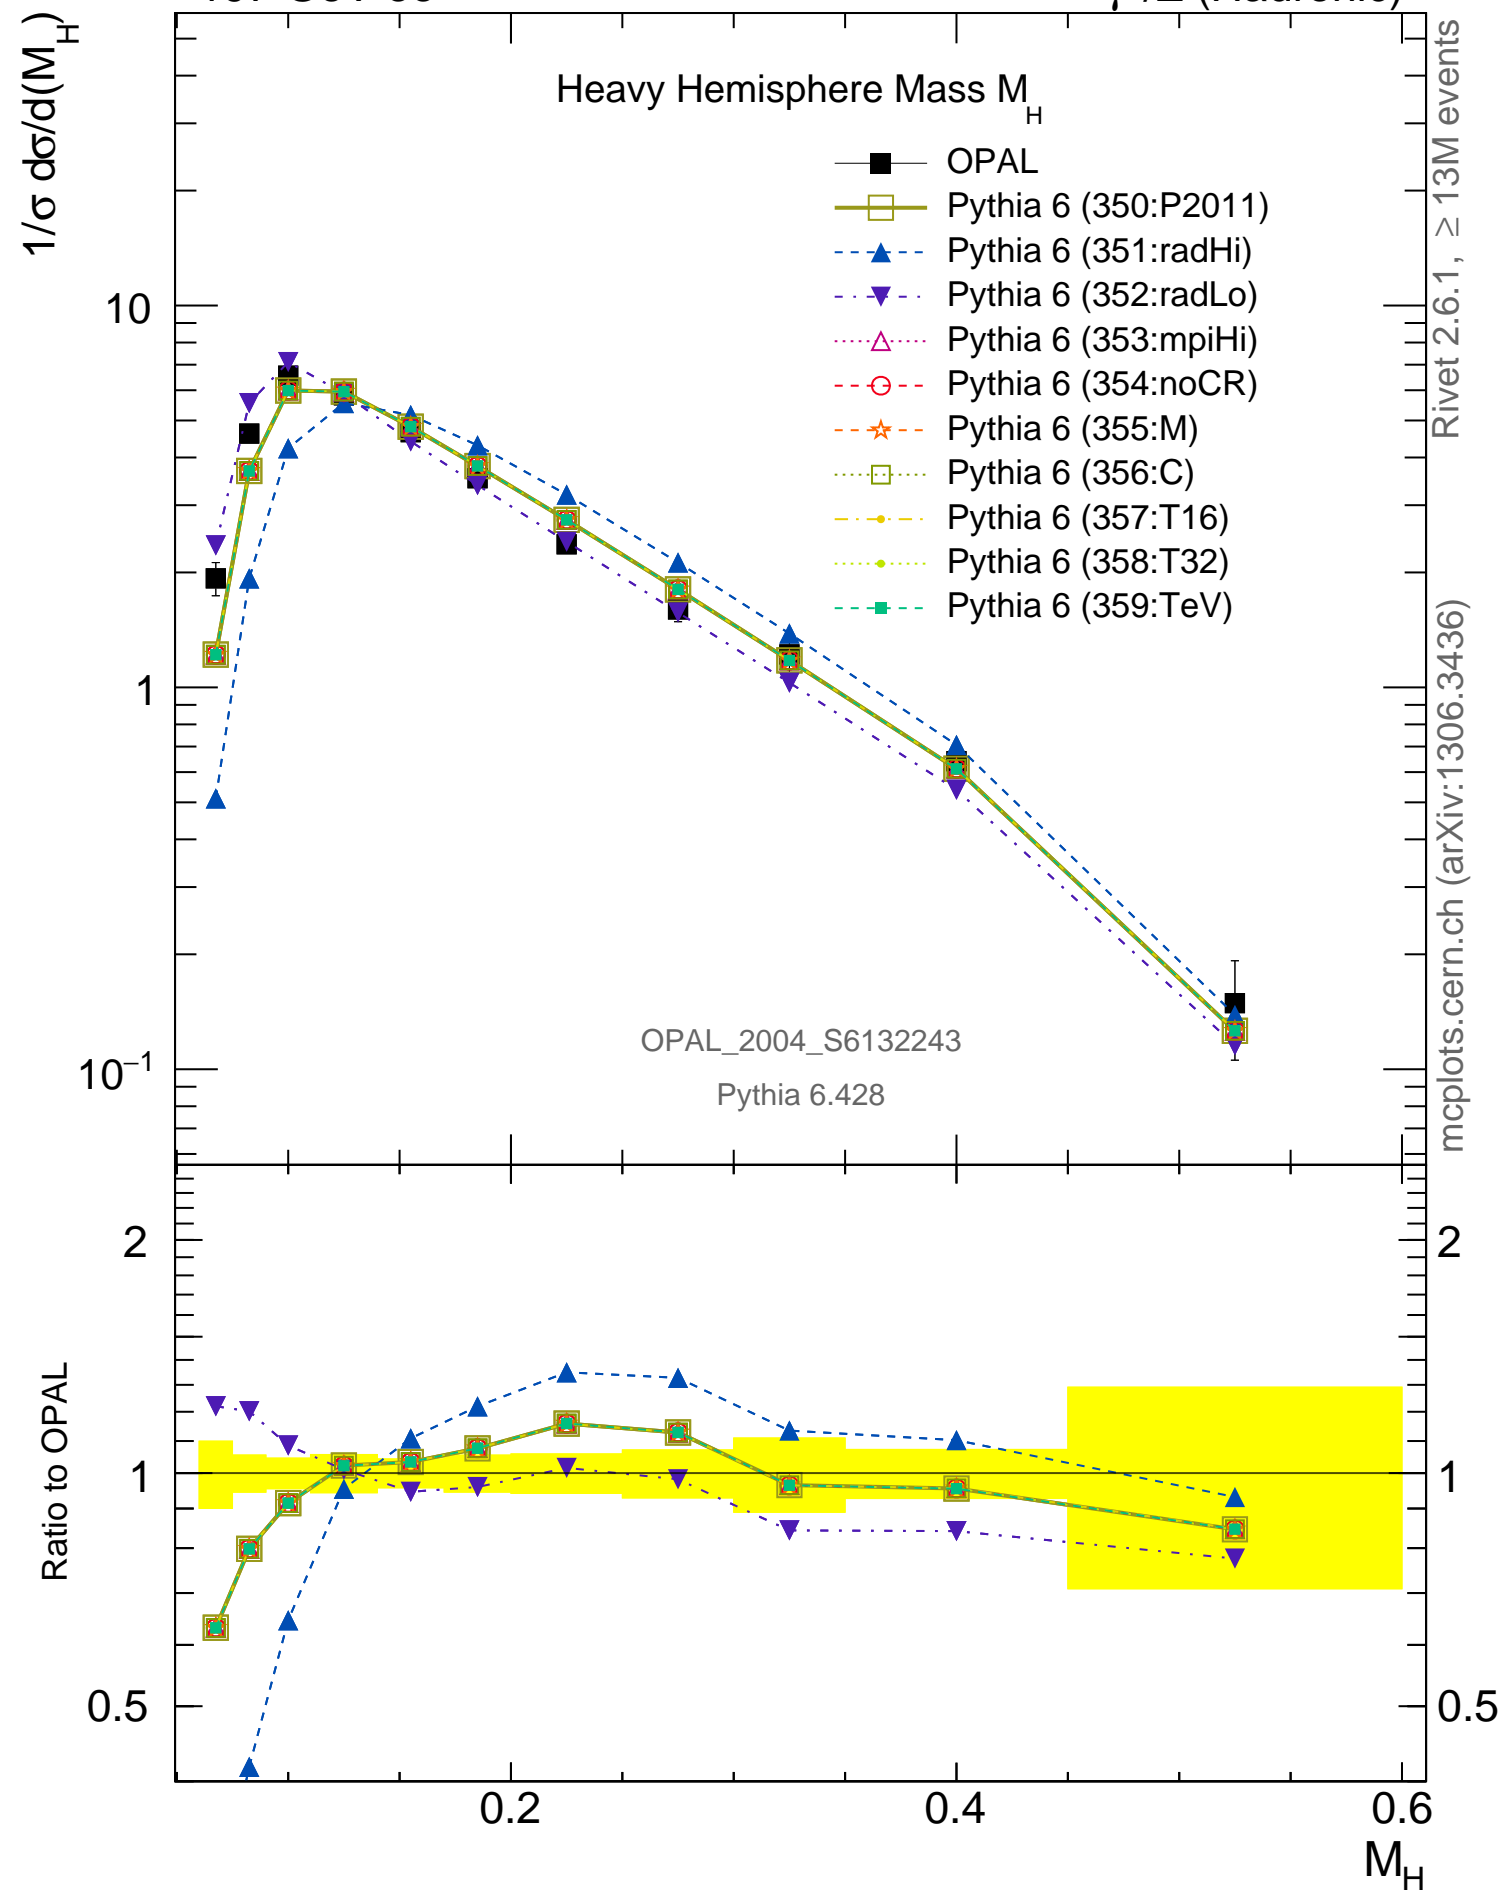 1/σ dσ/d(M_H)
Heavy Hemisphere Mass M_H
OPAL
Pythia 6 (350:P2011)
Pythia 6 (351:radHi)
Pythia 6 (352:radLo)
Pythia 6 (353:mpiHi)
Pythia 6 (354:noCR)
Pythia 6 (355:M)
Pythia 6 (356:C)
Pythia 6 (357:T16)
Pythia 6 (358:T32)
Pythia 6 (359:TeV)
10
1
10⁻¹
OPAL_2004_S6132243
Pythia 6.428
Rivet 2.6.1, ≥ 13M events
mcplots.cern.ch (arXiv:1306.3436)
Ratio to OPAL
2
1
0.5
2
1
0.5
0.2
0.4
0.6
M_H